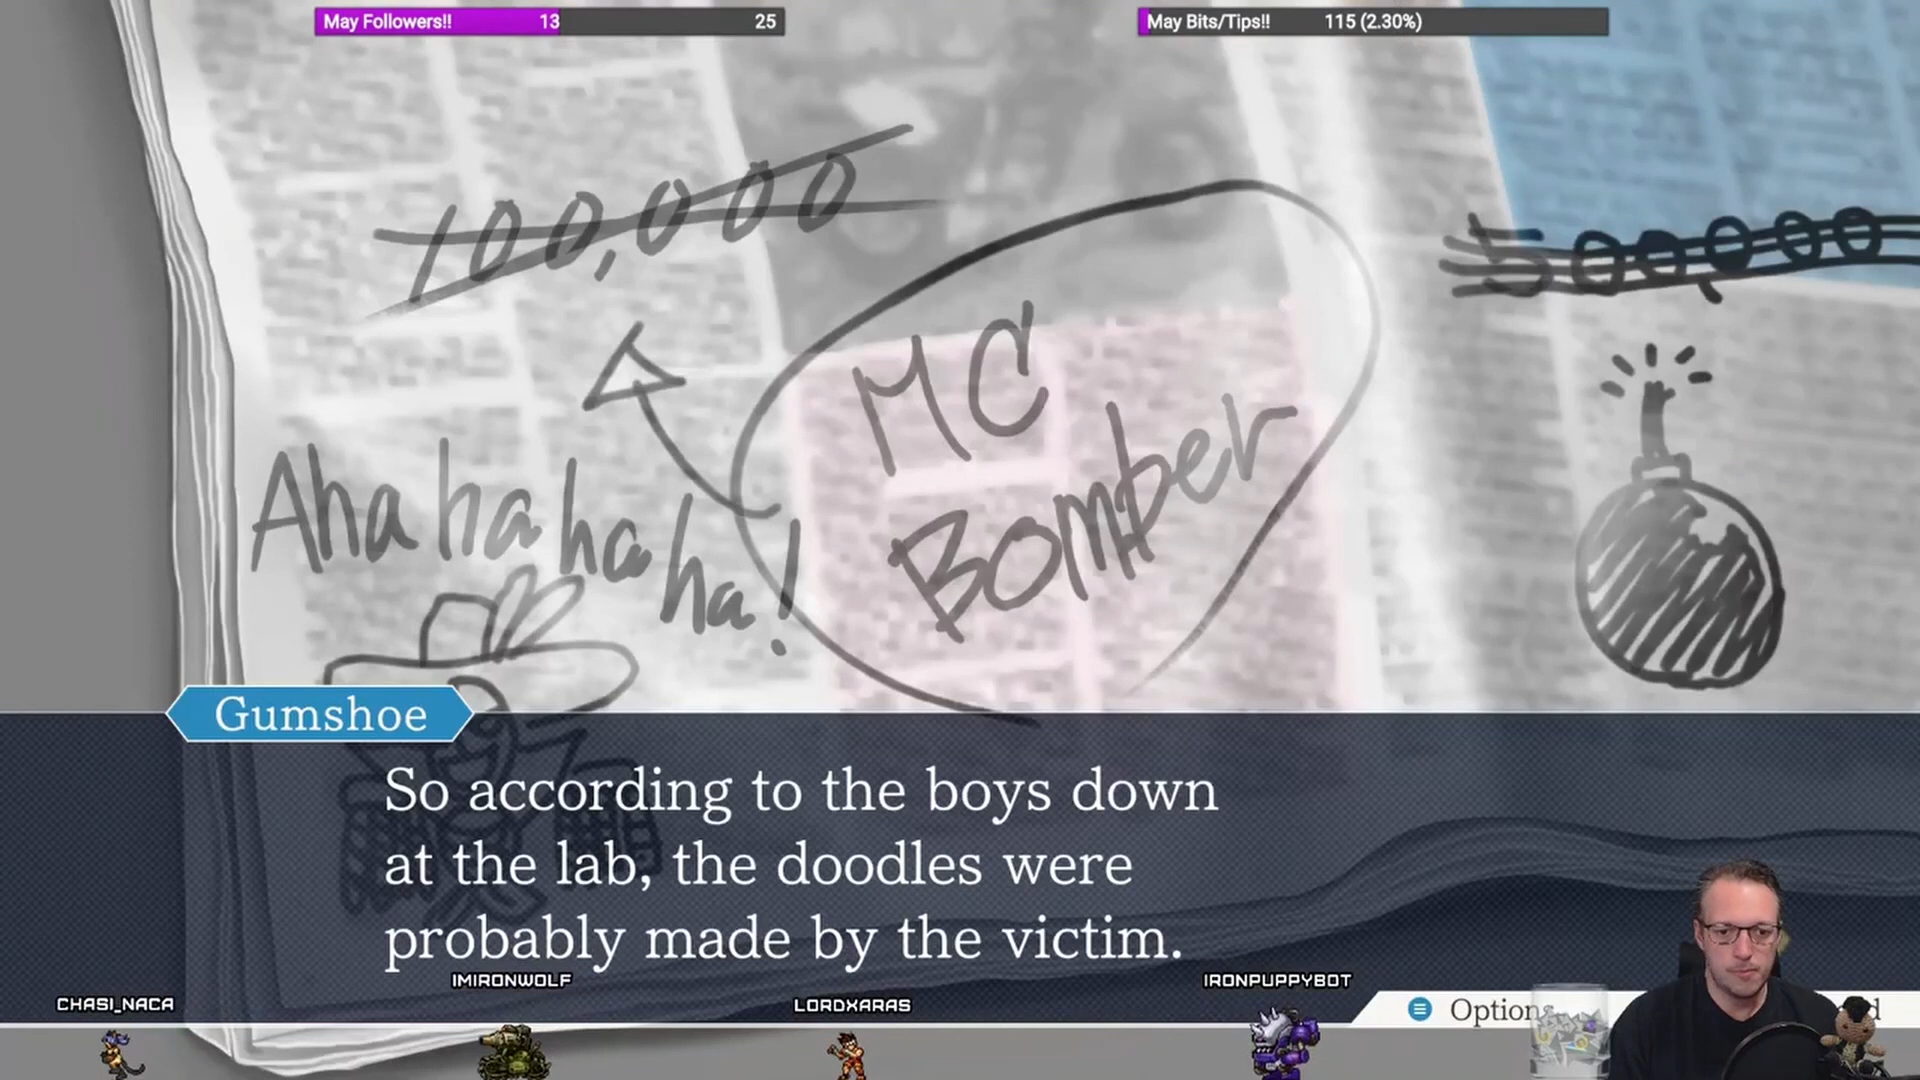 May Followers!! 13 25
May Bits/Tips!! 115 (2.30%)
100,000
500,000
MC
Bomber
Ahahahaha!
Gumshoe
So according to the boys down
at the lab, the doodles were
probably made by the victim.
CHASI_NACA
IMIRONWOLF
LORDXARAS
IRONPUPPYBOT
Option